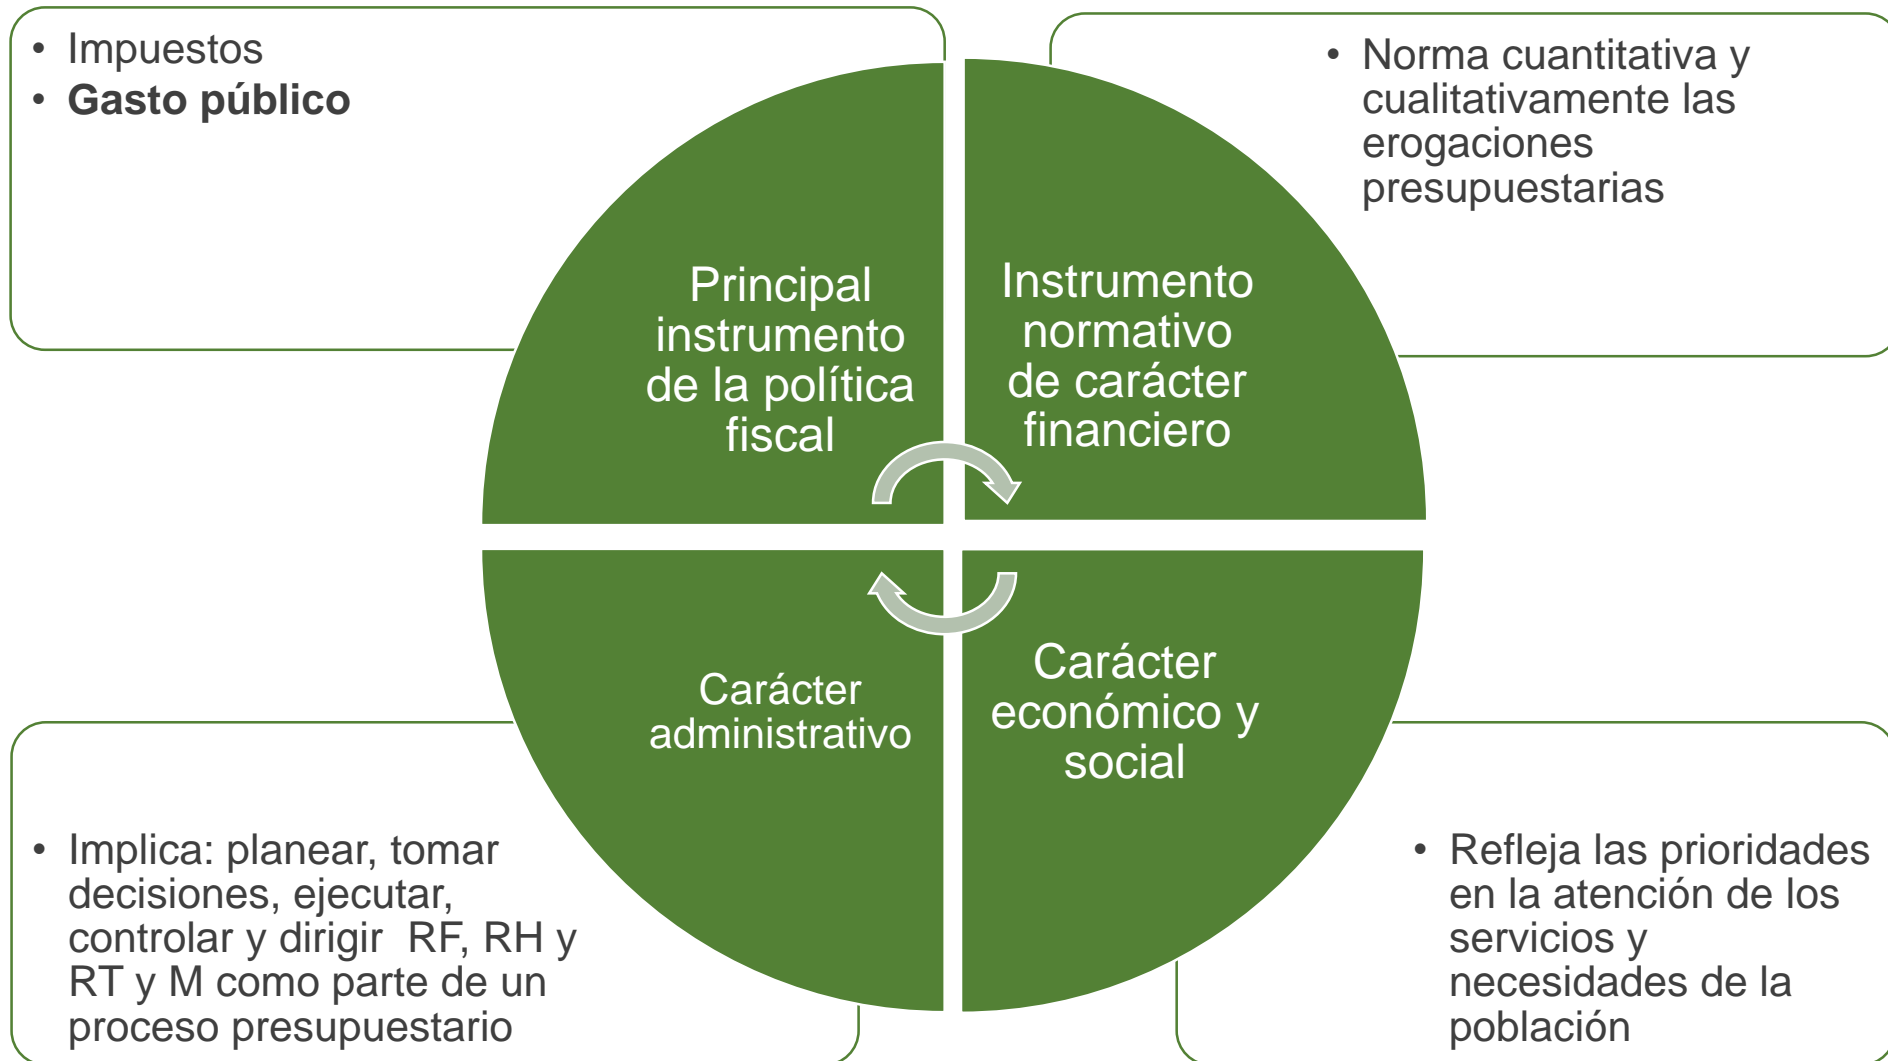 • Impuestos
• Gasto público
• Norma cuantitativa y
cualitativamente las
erogaciones
presupuestarias
Principal
instrumento
de la política
fiscal
Instrumento
normativo
de carácter
financiero
Carácter
administrativo
Carácter
económico y
social
• Implica: planear, tomar
decisiones, ejecutar,
controlar y dirigir  RF, RH y
RT y M como parte de un
proceso presupuestario
• Refleja las prioridades
en la atención de los
servicios y
necesidades de la
población